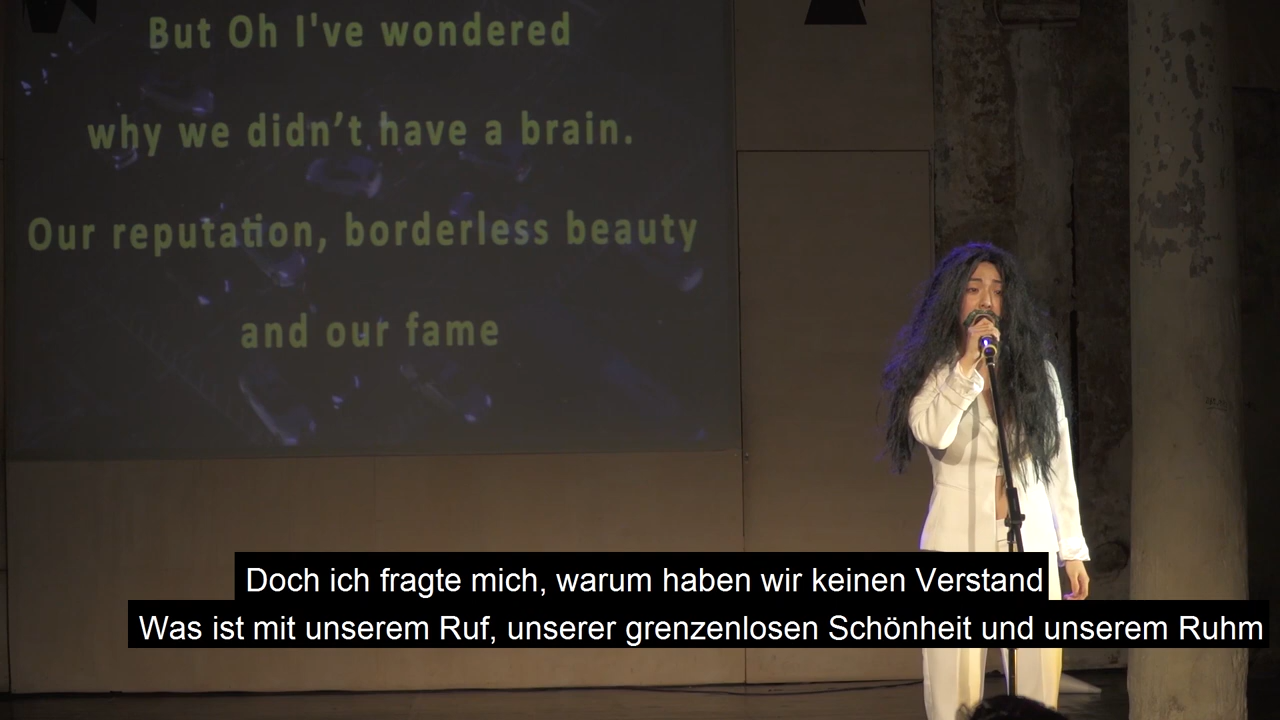 But Oh I've wondered
why we didn’t have a brain.
Our reputation, borderless beauty
and our fame
Doch ich fragte mich, warum haben wir keinen Verstand
Was ist mit unserem Ruf, unserer grenzenlosen Schönheit und unserem Ruhm